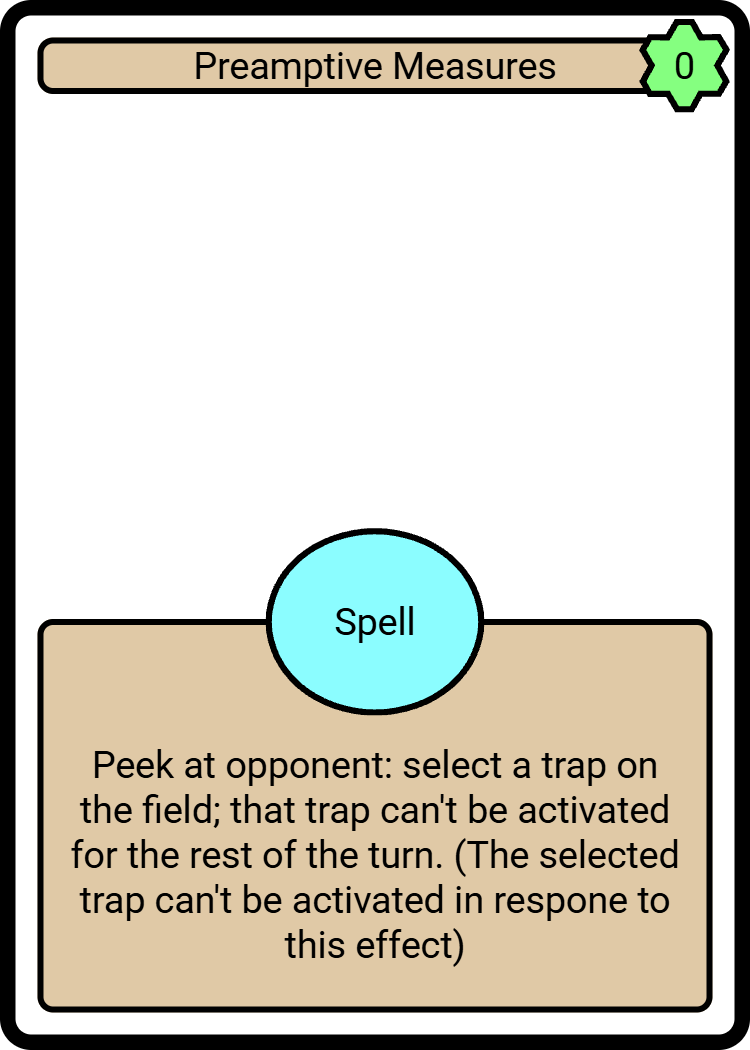 Preamptive Measures
0
Spell
Peek at opponent: select a trap on
the field; that trap can't be activated
for the rest of the turn. (The selected
trap can't be activated in respone to
this effect)